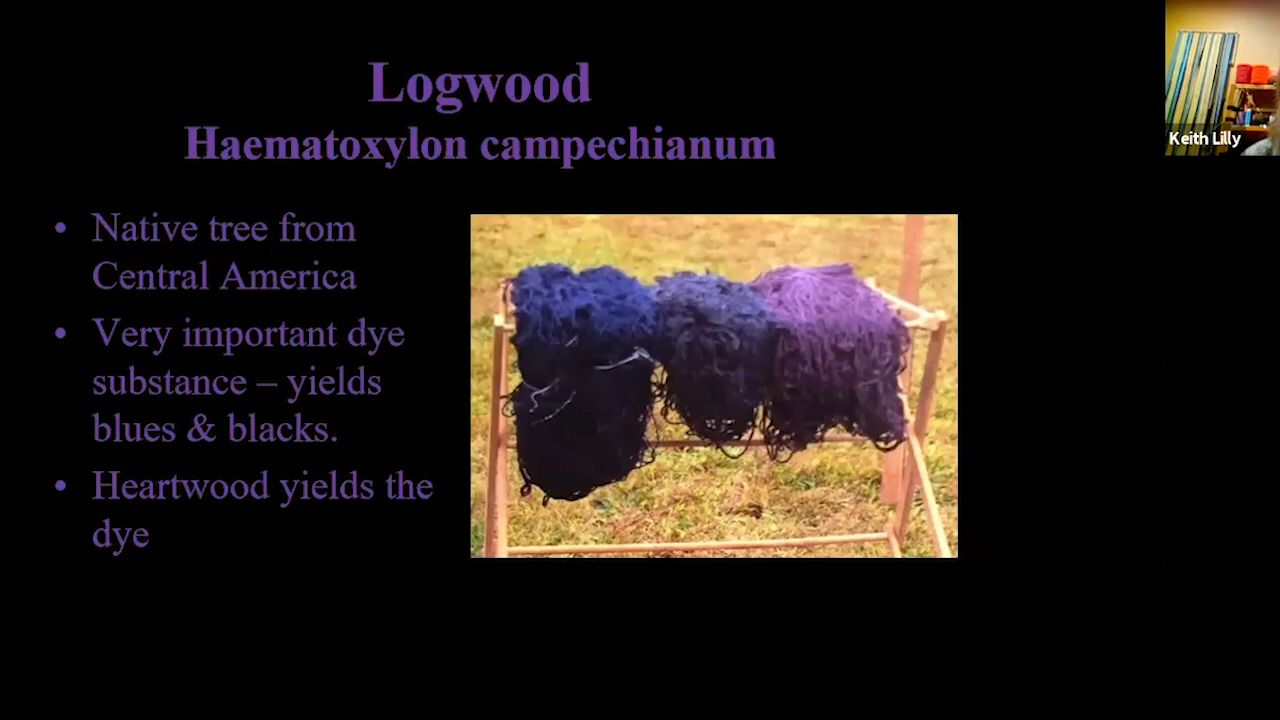 Logwood
Haematoxylon campechianum
• Native tree from
Central America
• Very important dye
substance – yields
blues & blacks.
• Heartwood yields the
dye
Keith Lilly